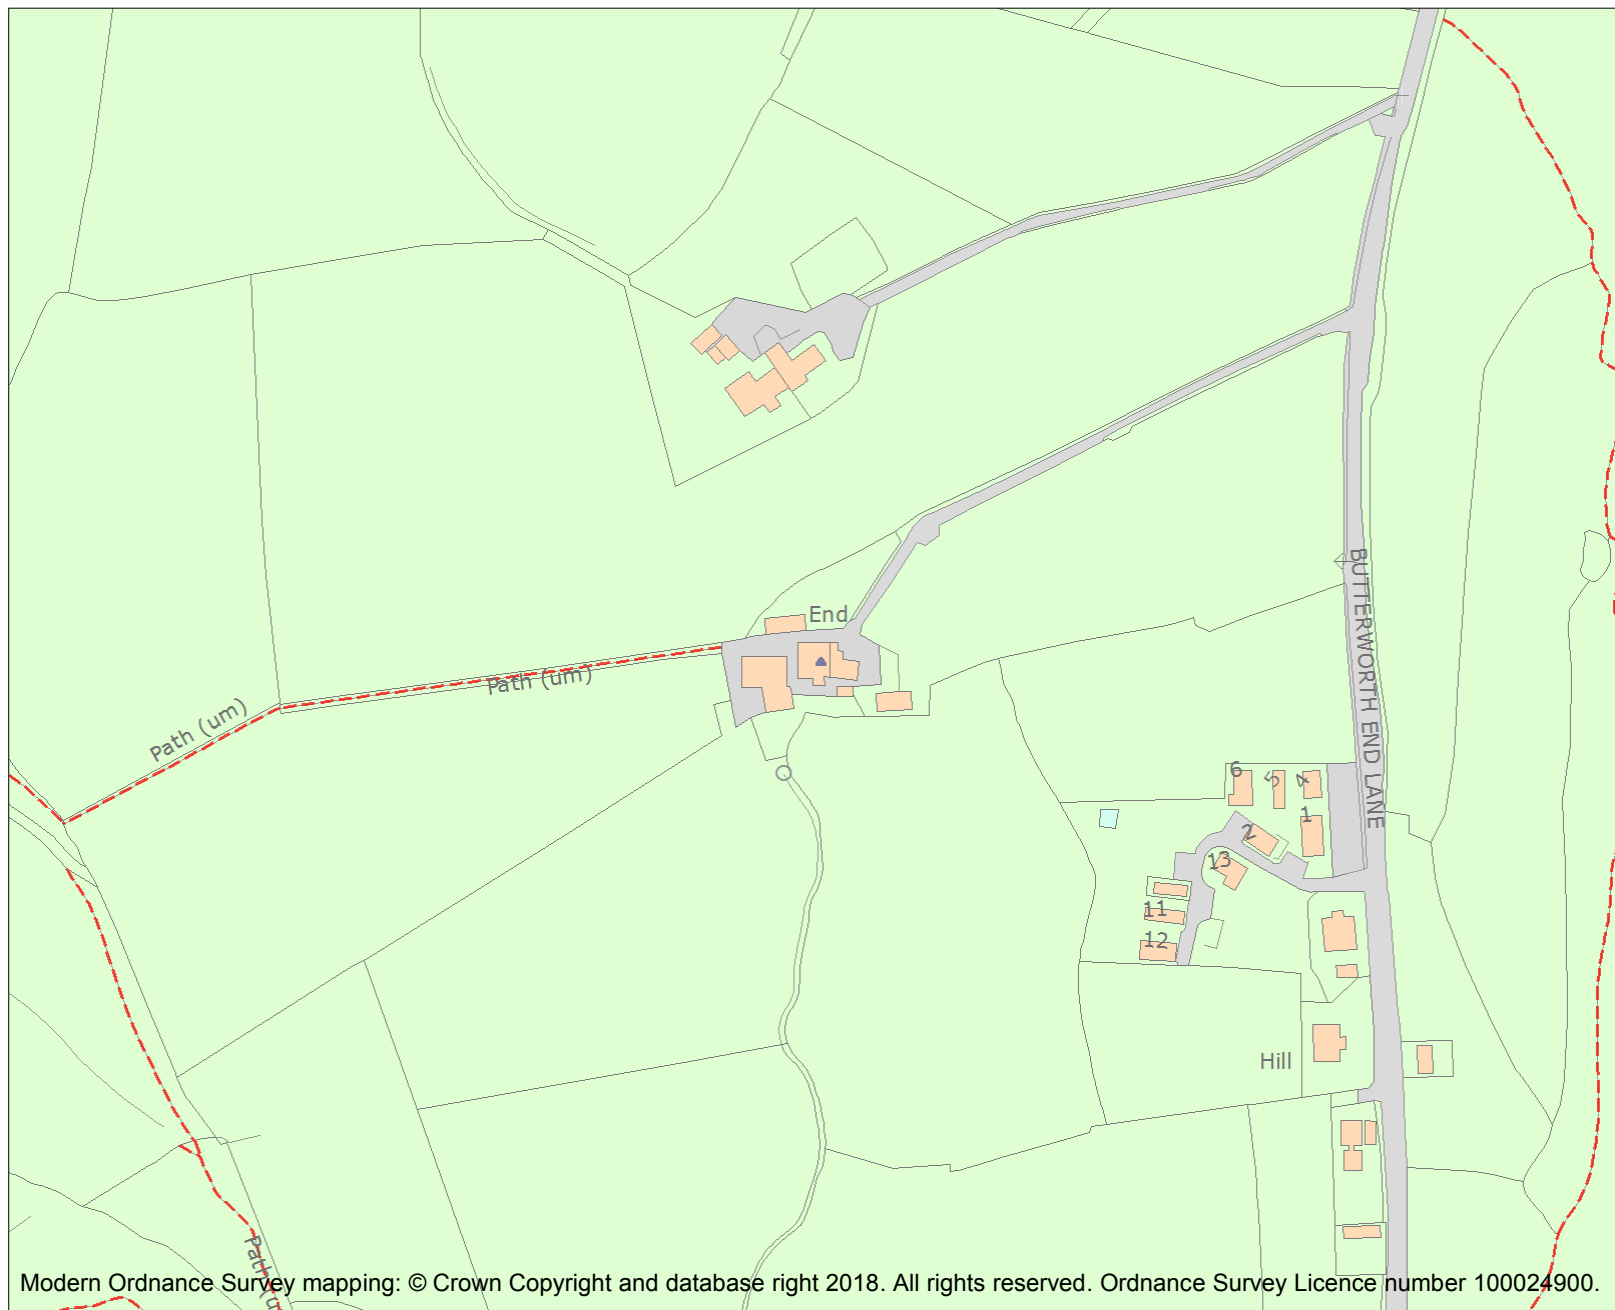 End
Path (um)
Path (um)
BUTTERWORTH END LANE
6
5
4
1
2
13
11
12
Hill
Path (u
Modern Ordnance Survey mapping: © Crown Copyright and database right 2018. All rights reserved. Ordnance Survey Licence number 100024900.